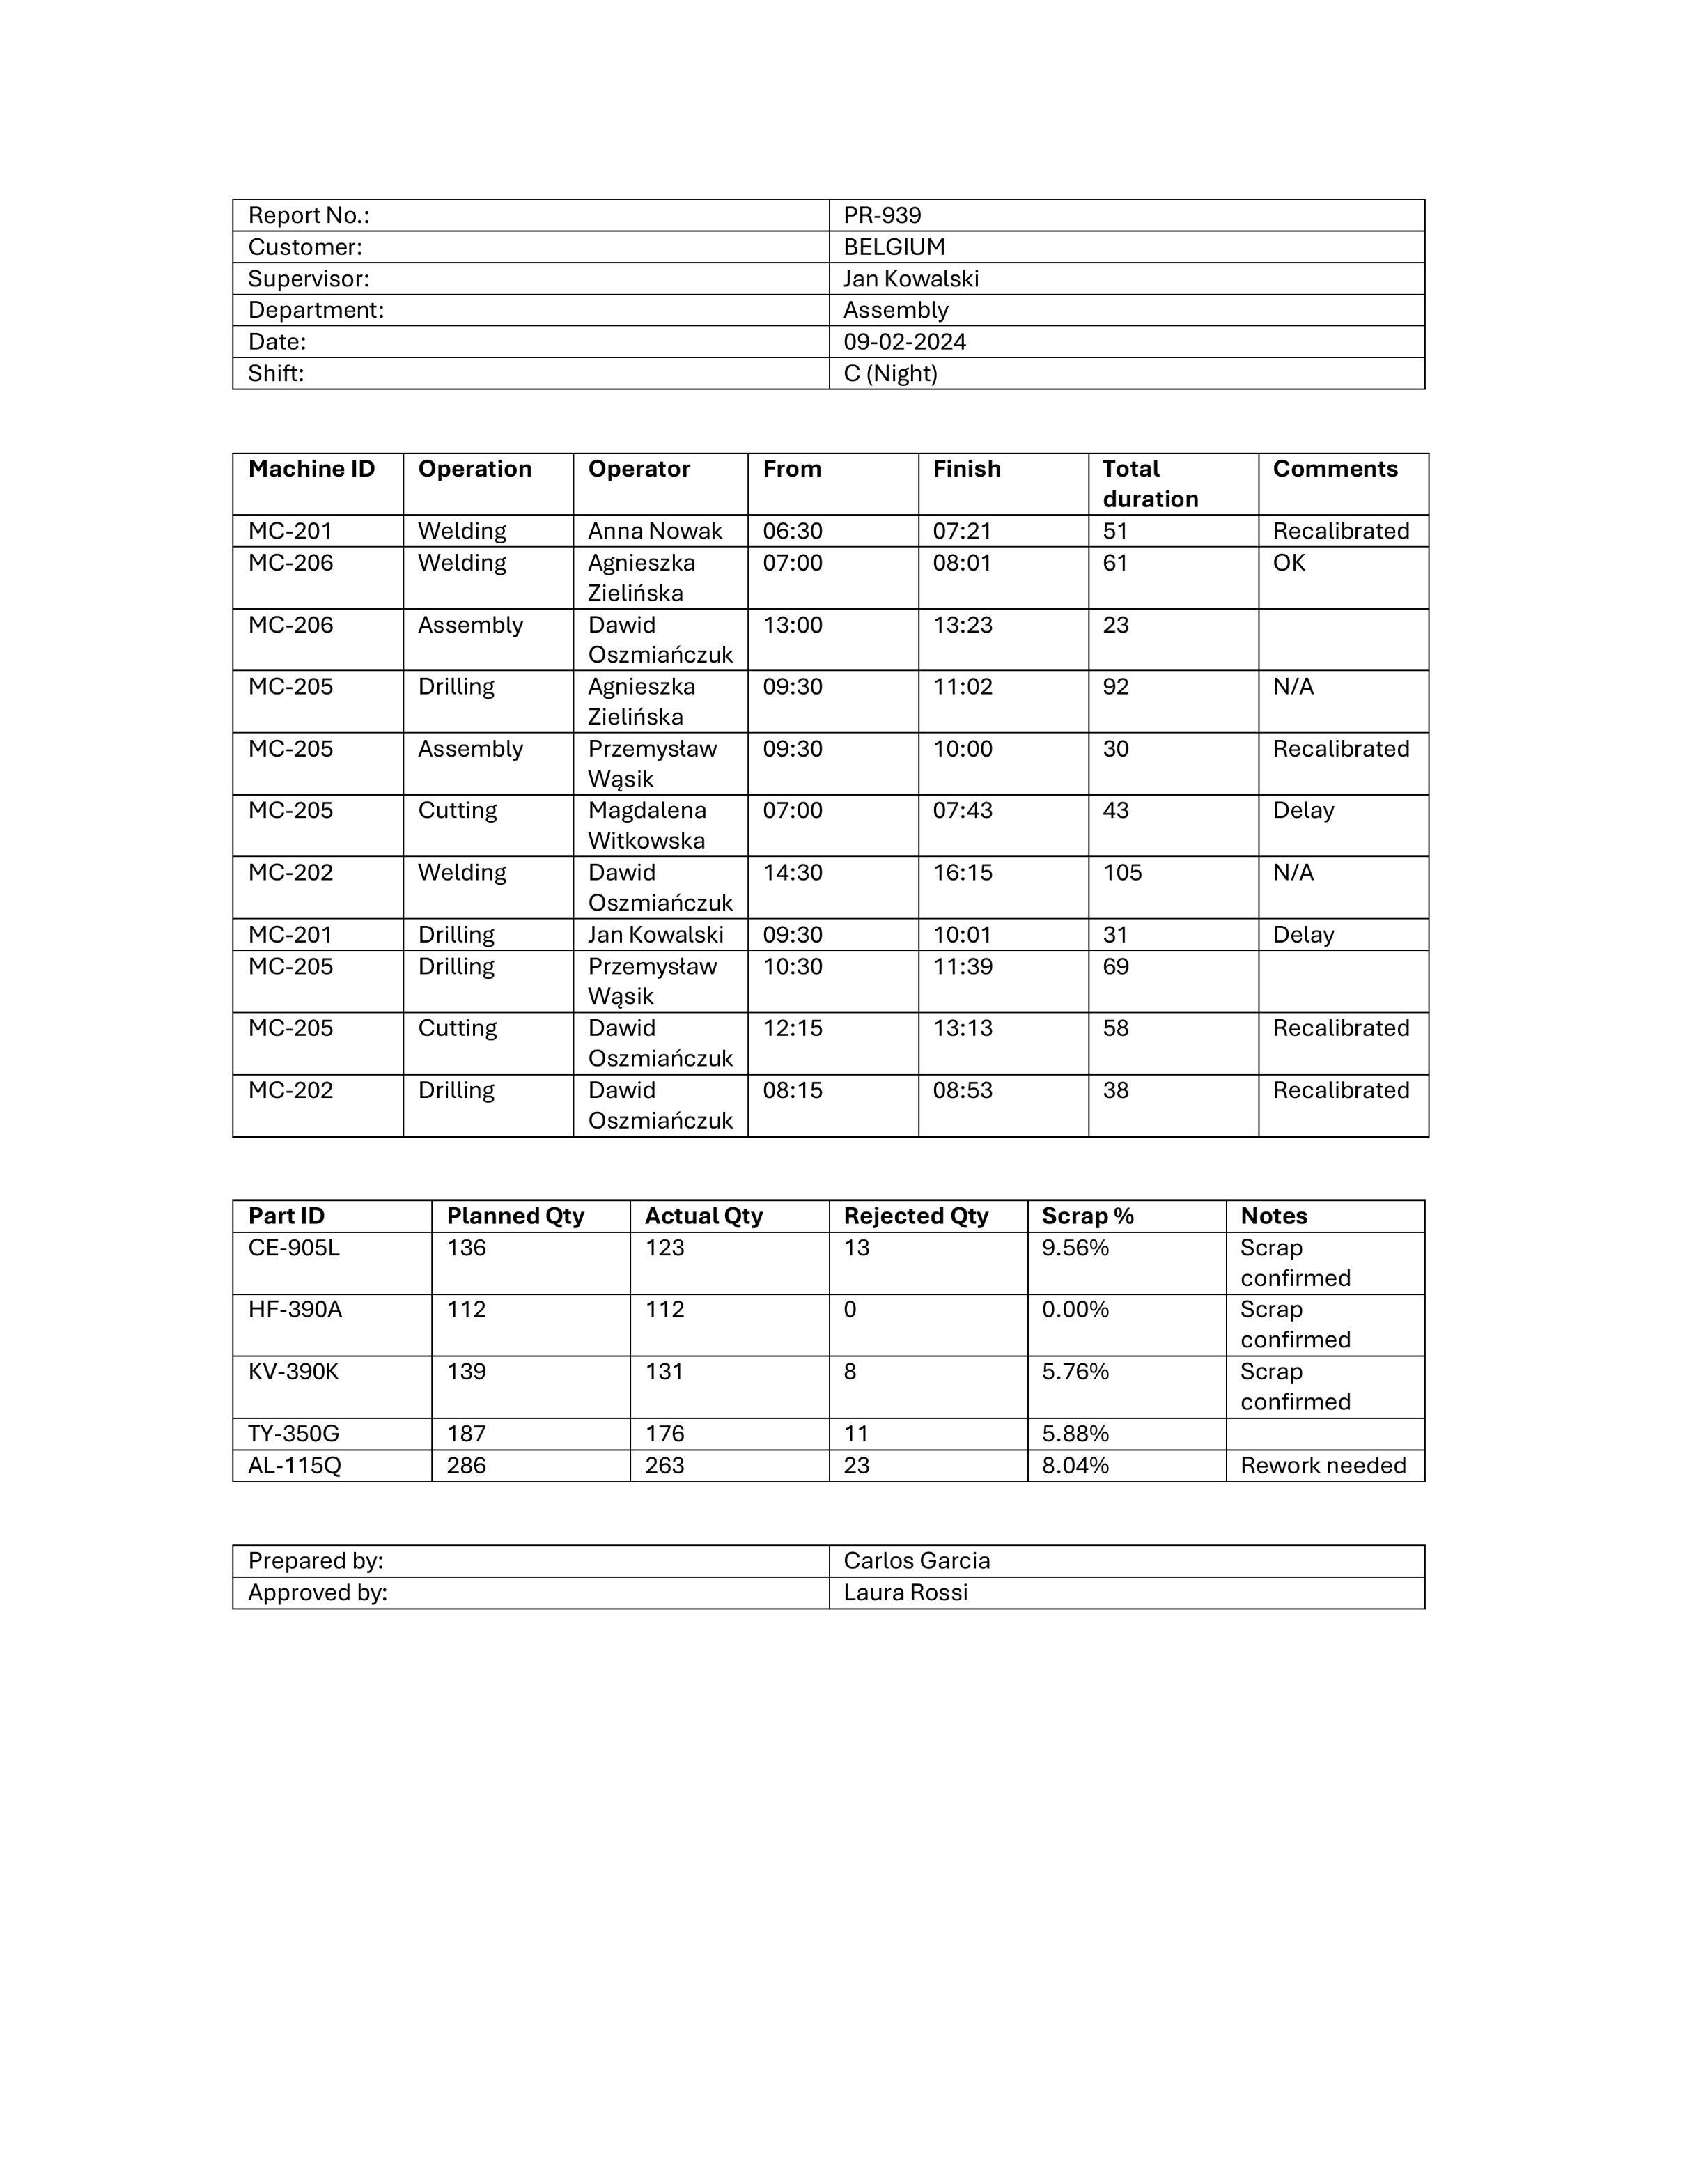 Report No.: PR-939
Customer: BELGIUM
Supervisor: Jan Kowalski
Department: Assembly
Date: 09-02-2024
Shift: C (Night)
Machine ID Operation Operator From Finish Total duration Comments
MC-201 Welding Anna Nowak 06:30 07:21 51 Recalibrated
MC-206 Welding Agnieszka Zielińska 07:00 08:01 61 OK
MC-206 Assembly Dawid Oszmiańczuk 13:00 13:23 23
MC-205 Drilling Agnieszka Zielińska 09:30 11:02 92 N/A
MC-205 Assembly Przemysław Wąsik 09:30 10:00 30 Recalibrated
MC-205 Cutting Magdalena Witkowska 07:00 07:43 43 Delay
MC-202 Welding Dawid Oszmiańczuk 14:30 16:15 105 N/A
MC-201 Drilling Jan Kowalski 09:30 10:01 31 Delay
MC-205 Drilling Przemysław Wąsik 10:30 11:39 69
MC-205 Cutting Dawid Oszmiańczuk 12:15 13:13 58 Recalibrated
MC-202 Drilling Dawid Oszmiańczuk 08:15 08:53 38 Recalibrated
Part ID Planned Qty Actual Qty Rejected Qty Scrap % Notes
CE-905L 136 123 13 9.56% Scrap confirmed
HF-390A 112 112 0 0.00% Scrap confirmed
KV-390K 139 131 8 5.76% Scrap confirmed
TY-350G 187 176 11 5.88%
AL-115Q 286 263 23 8.04% Rework needed
Prepared by: Carlos Garcia
Approved by: Laura Rossi